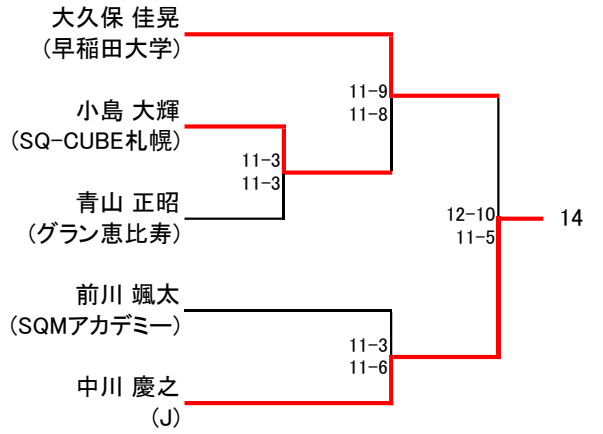 大久保 佳晃
(早稲田大学)
11-9
11-8
小島 大輝
(SQ-CUBE札幌)
11-3
11-3
青山 正昭
(グラン恵比寿)
12-10
11-5
14
前川 颯太
(SQMアカデミー)
11-3
11-6
中川 慶之
(J)